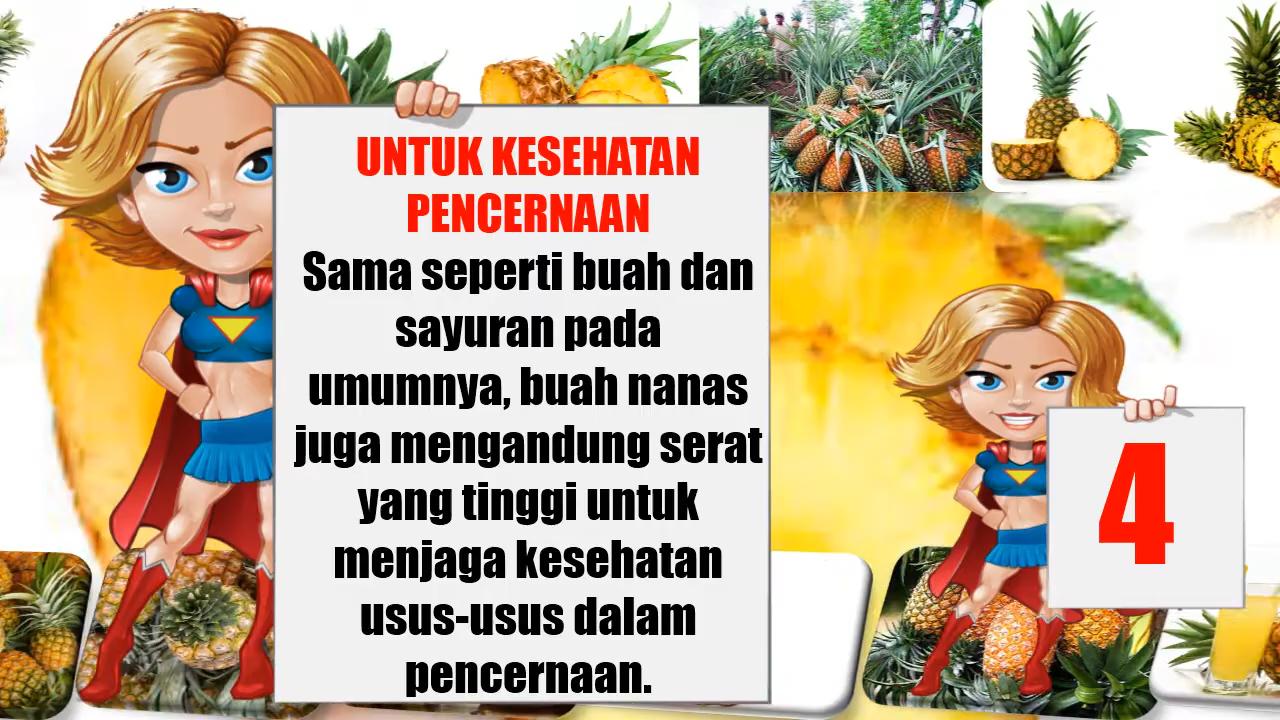 UNTUK KESEHATAN
PENCERNAAN
Sama seperti buah dan
sayuran pada
umumnya, buah nanas
juga mengandung serat
yang tinggi untuk
menjaga kesehatan
usus-usus dalam
pencernaan.
4